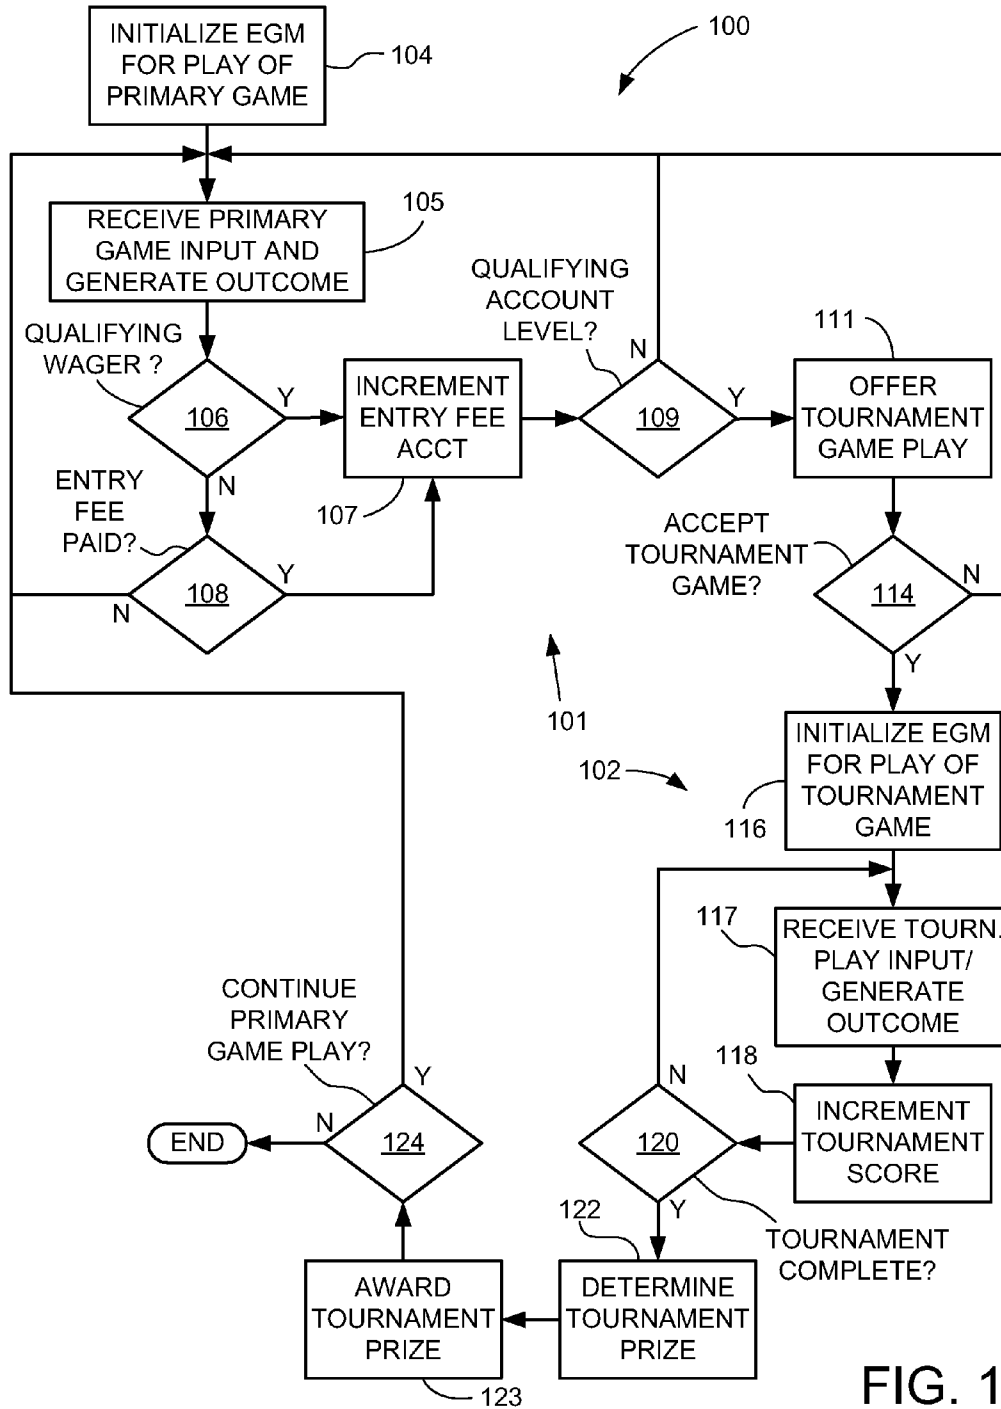 INITIALIZE EGM
FOR PLAY OF
PRIMARY GAME
104
100
RECEIVE PRIMARY
GAME INPUT AND
GENERATE OUTCOME
105
QUALIFYING
WAGER ?
106
Y
N
INCREMENT
ENTRY FEE
ACCT
107
QUALIFYING
ACCOUNT
LEVEL?
109
N
Y
111
OFFER
TOURNAMENT
GAME PLAY
ENTRY
FEE
PAID?
108
Y
N
ACCEPT
TOURNAMENT
GAME?
114
N
Y
101
102
INITIALIZE EGM
FOR PLAY OF
TOURNAMENT
GAME
116
117
RECEIVE TOURN.
PLAY INPUT/
GENERATE
OUTCOME
118
INCREMENT
TOURNAMENT
SCORE
120
N
Y
TOURNAMENT
COMPLETE?
122
DETERMINE
TOURNAMENT
PRIZE
AWARD
TOURNAMENT
PRIZE
123
CONTINUE
PRIMARY
GAME PLAY?
124
Y
N
END
FIG. 1